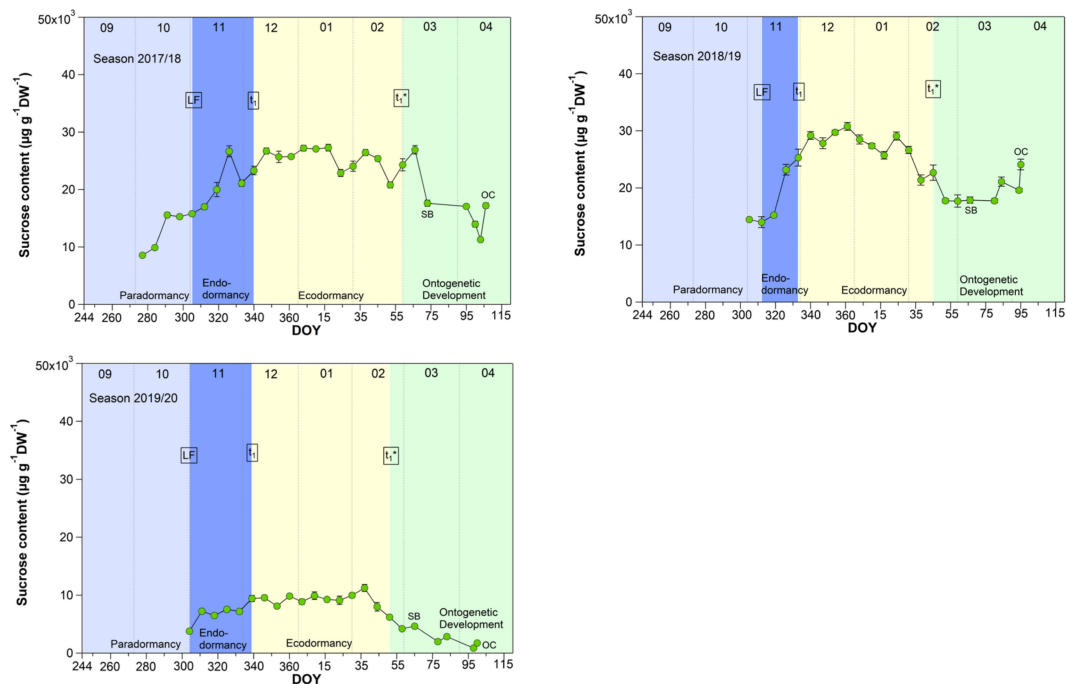 50x10³
09 10 11 12 01 02 03 04
Season 2017/18
LF t₁ t₁*
40
30
20
10
0
Sucrose content (µg g⁻¹DW⁻¹)
SB
OC
Paradormancy
Endo-
dormancy
Ecodormancy
Ontogenetic
Development
244 260 280 300 320 340 360 15 35 55 75 95 115
DOY
50x10³
09 10 11 12 01 02 03 04
Season 2018/19
LF t₁ t₁*
40
30
20
10
0
Sucrose content (µg g⁻¹DW⁻¹)
OC
SB
Paradormancy
Endo-
dormancy
Ecodormancy
Ontogenetic
Development
244 260 280 300 320 340 360 15 35 55 75 95 115
DOY
50x10³
09 10 11 12 01 02 03 04
Season 2019/20
LF t₁ t₁*
40
30
20
10
0
Sucrose content (µg g⁻¹DW⁻¹)
SB
OC
Paradormancy
Endo-
dormancy
Ecodormancy
Ontogenetic
Development
244 260 280 300 320 340 360 15 35 55 75 95 115
DOY